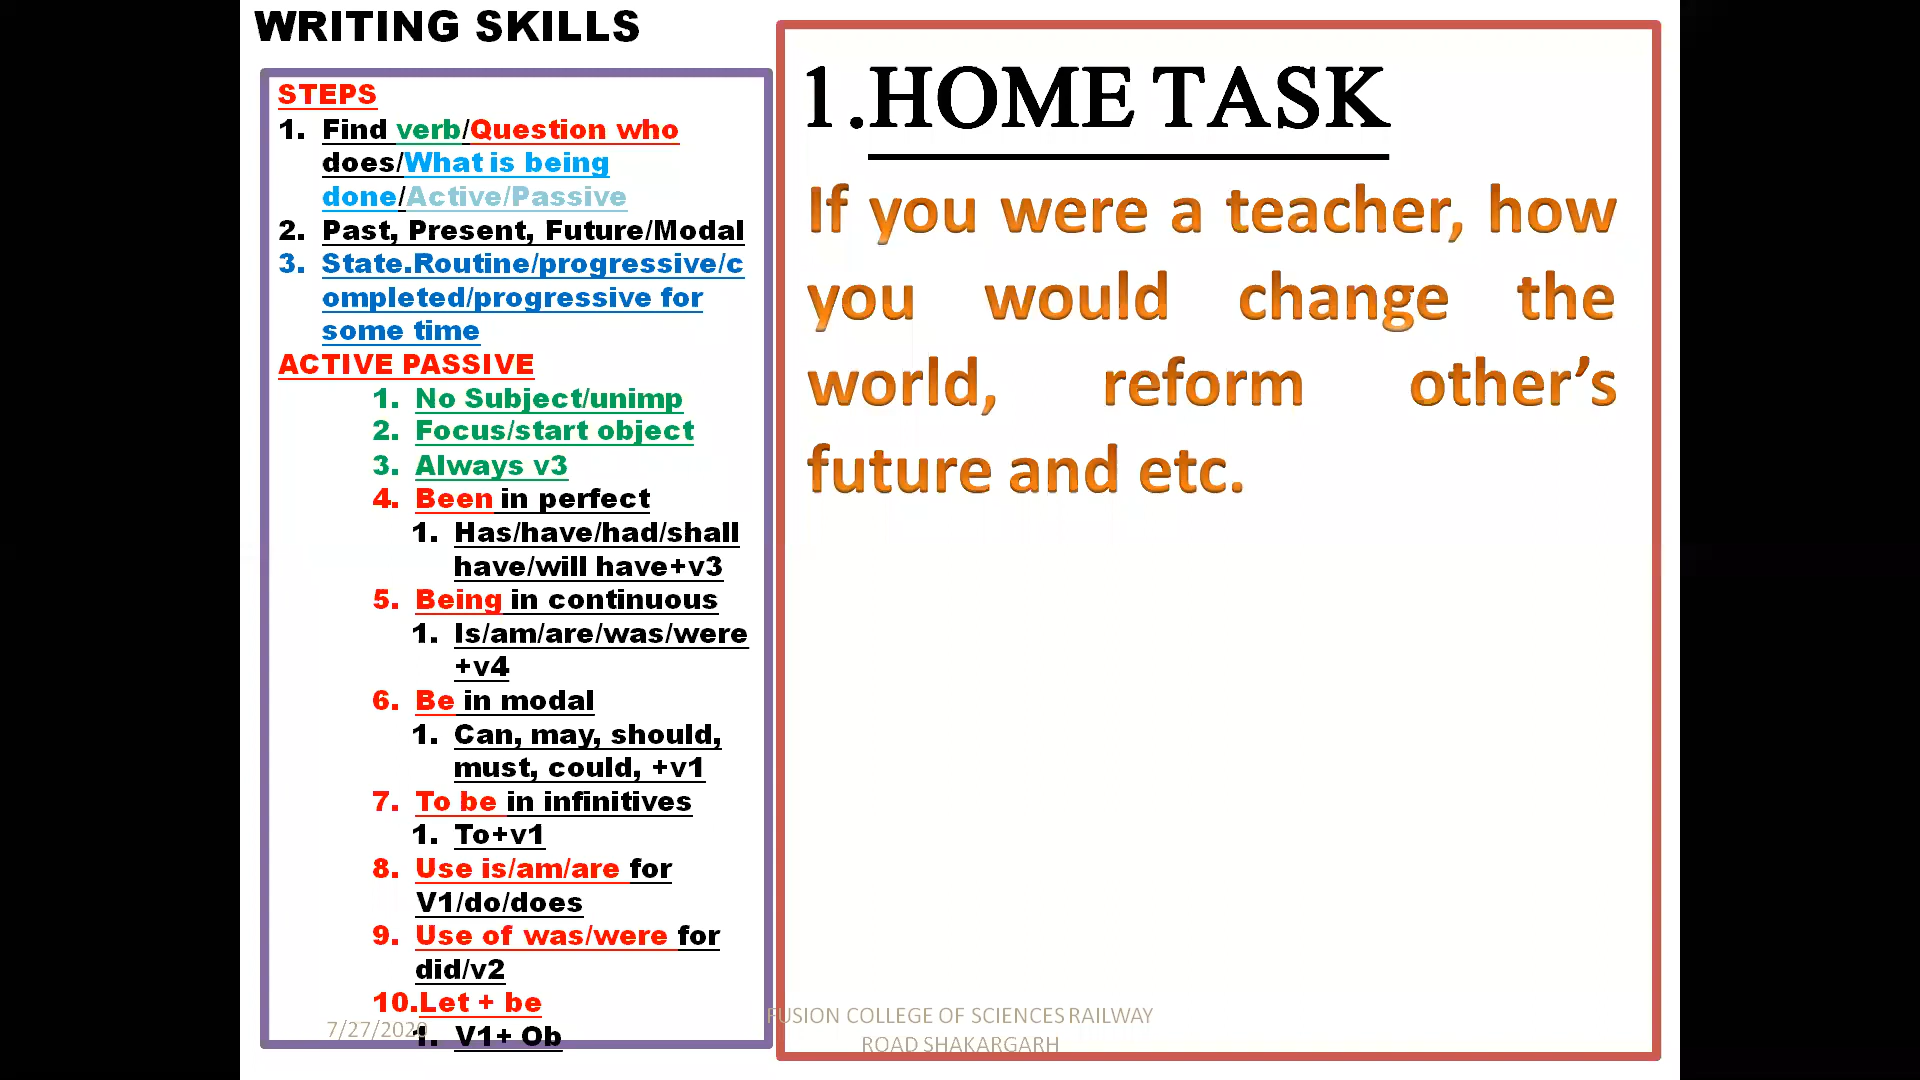 WRITING SKILLS
STEPS
1. Find verb/Question who
does/What is being
done/Active/Passive
2. Past, Present, Future/Modal
3. State.Routine/progressive/c
ompleted/progressive for
some time
ACTIVE PASSIVE
1. No Subject/unimp
2. Focus/start object
3. Always v3
4. Been in perfect
1. Has/have/had/shall
have/will have+v3
5. Being in continuous
1. Is/am/are/was/were
+v4
6. Be in modal
1. Can, may, should,
must, could, +v1
7. To be in infinitives
1. To+v1
8. Use is/am/are for
V1/do/does
9. Use of was/were for
did/v2
10.Let + be
1. V1+ Ob
7/27/2020
1.HOME TASK
If you were a teacher, how
you would change the
world, reform other’s
future and etc.
FUSION COLLEGE OF SCIENCES RAILWAY
ROAD SHAKARGARH